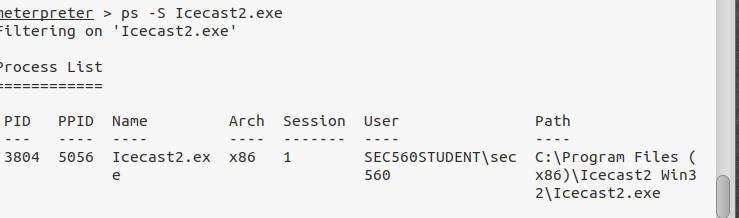 meterpreter > ps -S Icecast2.exe
Filtering on 'Icecast2.exe'
Process List
============
PID   PPID  Name         Arch  Session  User                Path
---   ----  ----         ----  -------  ----                ----
3804  5056  Icecast2.ex  x86   1        SEC560STUDENT\sec   C:\Program Files (
            e                           560                 x86)\Icecast2 Win3
                                                            2\Icecast2.exe